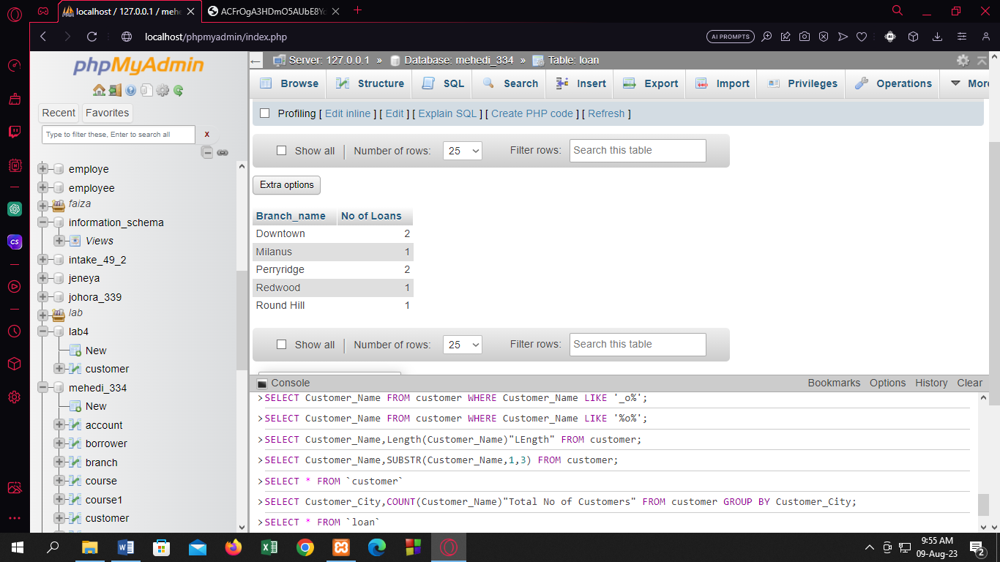 localhost / 127.0.0.1 / mehe
ACFrOgA3HDmO5AUbE8Yc
localhost/phpmyadmin/index.php
AI PROMPTS
phpMyAdmin
Recent
Favorites
Type to filter these, Enter to search all
X
employe
employee
faiza
information_schema
Views
intake_49_2
jeneya
johora_339
lab
lab4
New
customer
mehedi_334
New
account
borrower
branch
course
course1
customer
Server: 127.0.0.1 » Database: mehedi_334 » Table: loan
Browse Structure SQL Search Insert Export Import Privileges Operations More
Profiling [ Edit inline ] [ Edit ] [ Explain SQL ] [ Create PHP code ] [ Refresh ]
Show all Number of rows: 25 Filter rows: Search this table
Extra options
Branch_name No of Loans
Downtown 2
Milanus 1
Perryridge 2
Redwood 1
Round Hill 1
Show all Number of rows: 25 Filter rows: Search this table
Console Bookmarks Options History Clear
>SELECT Customer_Name FROM customer WHERE Customer_Name LIKE '_o%';
>SELECT Customer_Name FROM customer WHERE Customer_Name LIKE '%o%';
>SELECT Customer_Name,Length(Customer_Name)"LEngth" FROM customer;
>SELECT Customer_Name,SUBSTR(Customer_Name,1,3) FROM customer;
>SELECT * FROM `customer`
>SELECT Customer_City,COUNT(Customer_Name)"Total No of Customers" FROM customer GROUP BY Customer_City;
>SELECT * FROM `loan`
CS
9:55 AM
09-Aug-23
2